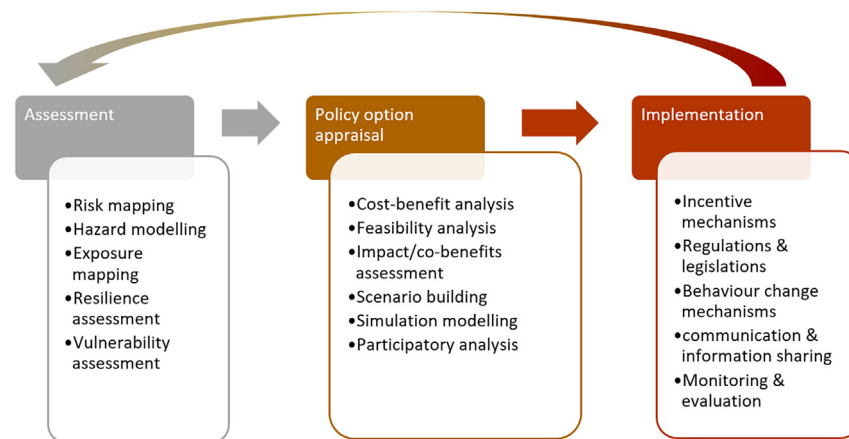 Assessment
•Risk mapping
•Hazard modelling
•Exposure
mapping
•Resilience
assessment
•Vulnerability
assessment
Policy option
appraisal
•Cost-benefit analysis
•Feasibility analysis
•Impact/co-benefits
assessment
•Scenario building
•Simulation modelling
•Participatory analysis
Implementation
•Incentive
mechanisms
•Regulations &
legislations
•Behaviour change
mechanisms
•communication &
information sharing
•Monitoring &
evaluation